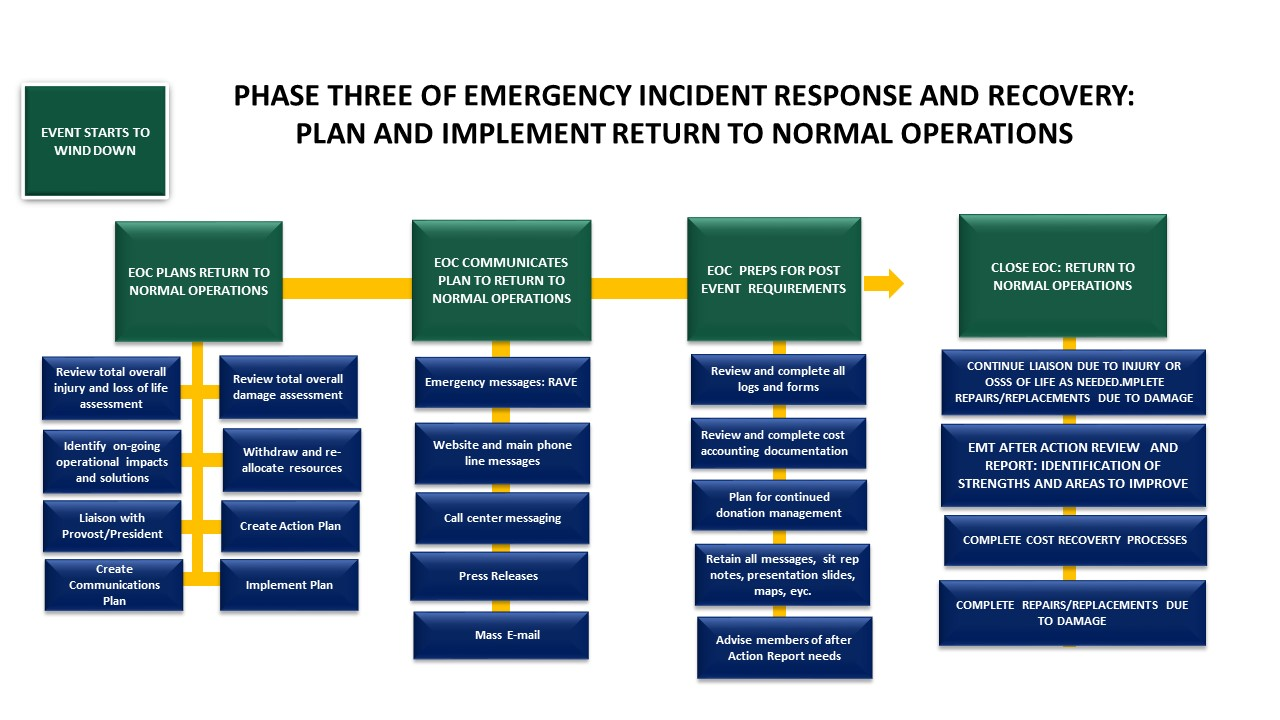 PHASE THREE OF EMERGENCY INCIDENT RESPONSE AND RECOVERY:
PLAN AND IMPLEMENT RETURN TO NORMAL OPERATIONS
EVENT STARTS TO
WIND DOWN
EOC PLANS RETURN TO
NORMAL OPERATIONS
Review total overall
injury and loss of life
assessment
Review total overall
damage assessment
Identify on-going
operational impacts
and solutions
Withdraw and re-
allocate resources
Liaison with
Provost/President
Create Action Plan
Create
Communications
Plan
Implement Plan
EOC COMMUNICATES
PLAN TO RETURN TO
NORMAL OPERATIONS
Emergency messages: RAVE
Website and main phone
line messages
Call center messaging
Press Releases
Mass E-mail
EOC PREPS FOR POST
EVENT REQUIREMENTS
Review and complete all
logs and forms
Review and complete cost
accounting documentation
Plan for continued
donation management
Retain all messages, sit rep
notes, presentation slides,
maps, eyc.
Advise members of after
Action Report needs
CLOSE EOC: RETURN TO
NORMAL OPERATIONS
CONTINUE LIAISON DUE TO INJURY OR
OSSS OF LIFE AS NEEDED.MPLETE
REPAIRS/REPLACEMENTS DUE TO DAMAGE
EMT AFTER ACTION REVIEW AND
REPORT: IDENTIFICATION OF
STRENGTHS AND AREAS TO IMPROVE
COMPLETE COST RECOVERTY PROCESSES
COMPLETE REPAIRS/REPLACEMENTS DUE
TO DAMAGE